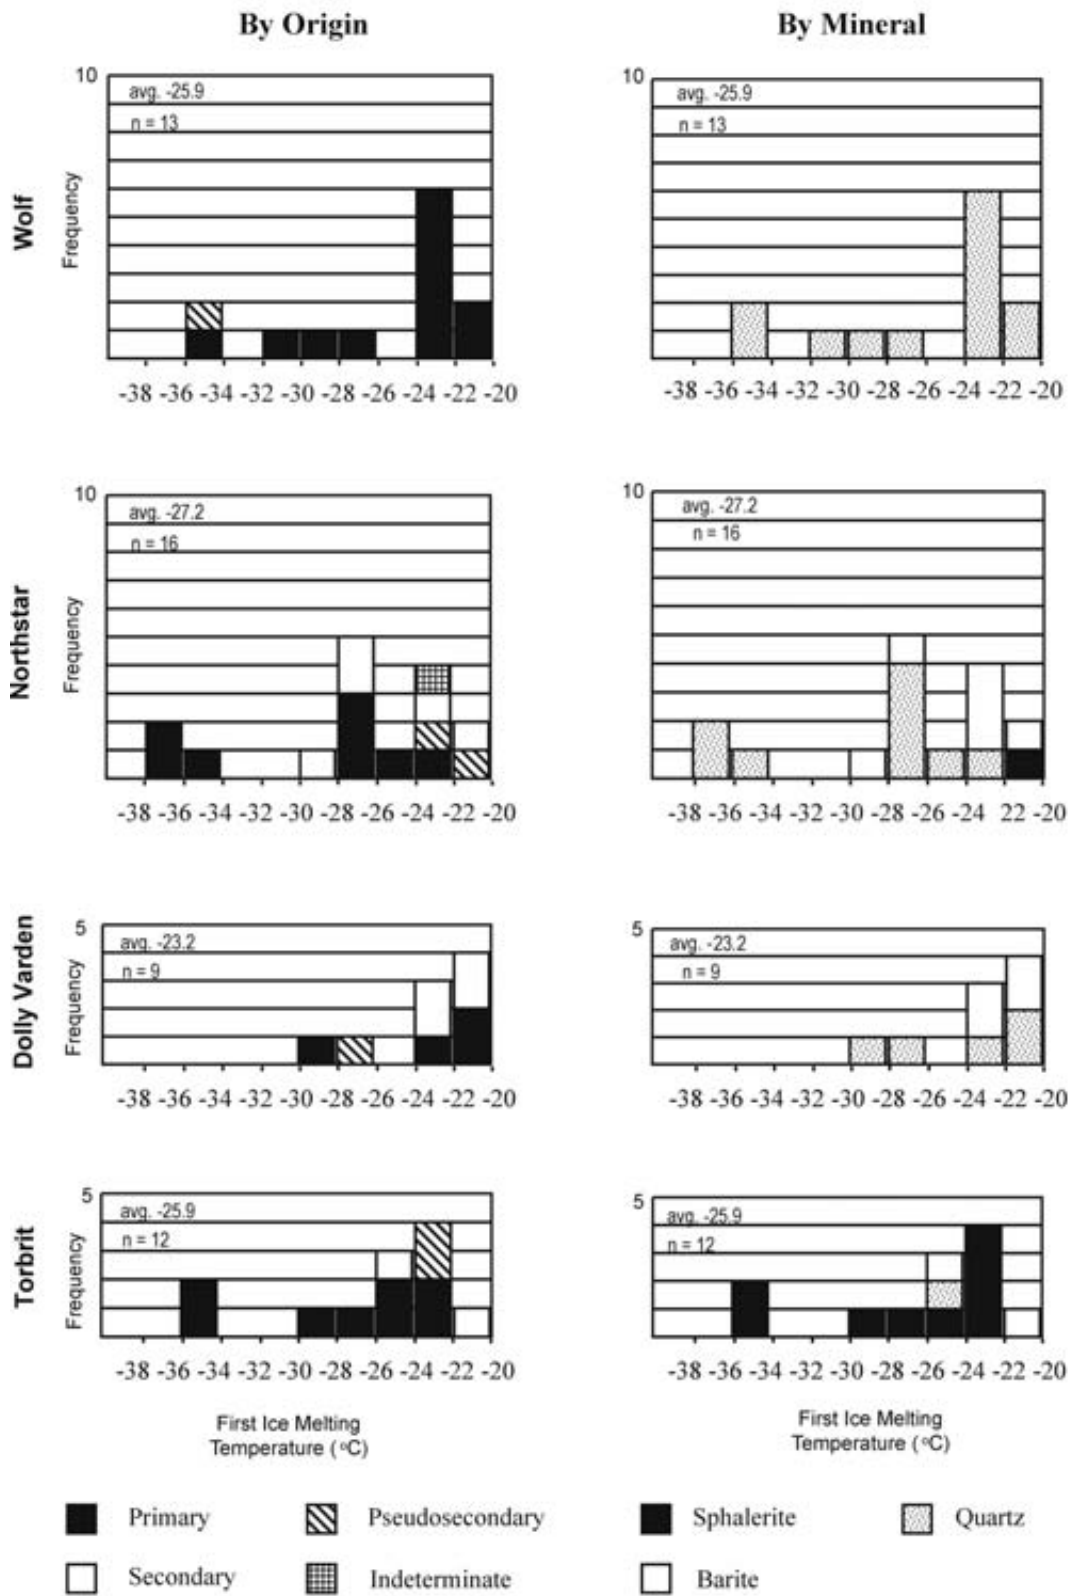 By Origin
By Mineral
10
avg. -25.9
n = 13
Wolf
Frequency
-38 -36 -34 -32 -30 -28 -26 -24 -22 -20
10
avg. -25.9
n = 13
-38 -36 -34 -32 -30 -28 -26 -24 -22 -20
10
avg. -27.2
n = 16
Northstar
Frequency
-38 -36 -34 -32 -30 -28 -26 -24 -22 -20
10
avg. -27.2
n = 16
-38 -36 -34 -32 -30 -28 -26 -24 22 -20
5
avg. -23.2
n = 9
Dolly Varden
Frequency
-38 -36 -34 -32 -30 -28 -26 -24 -22 -20
5
avg. -23.2
n = 9
-38 -36 -34 -32 -30 -28 -26 -24 -22 -20
5
avg. -25.9
n = 12
Torbrit
Frequency
-38 -36 -34 -32 -30 -28 -26 -24 -22 -20
First Ice Melting
Temperature (°C)
5
avg. -25.9
n = 12
-38 -36 -34 -32 -30 -28 -26 -24 -22 -20
First Ice Melting
Temperature (°C)
Primary
Pseudosecondary
Sphalerite
Quartz
Secondary
Indeterminate
Barite